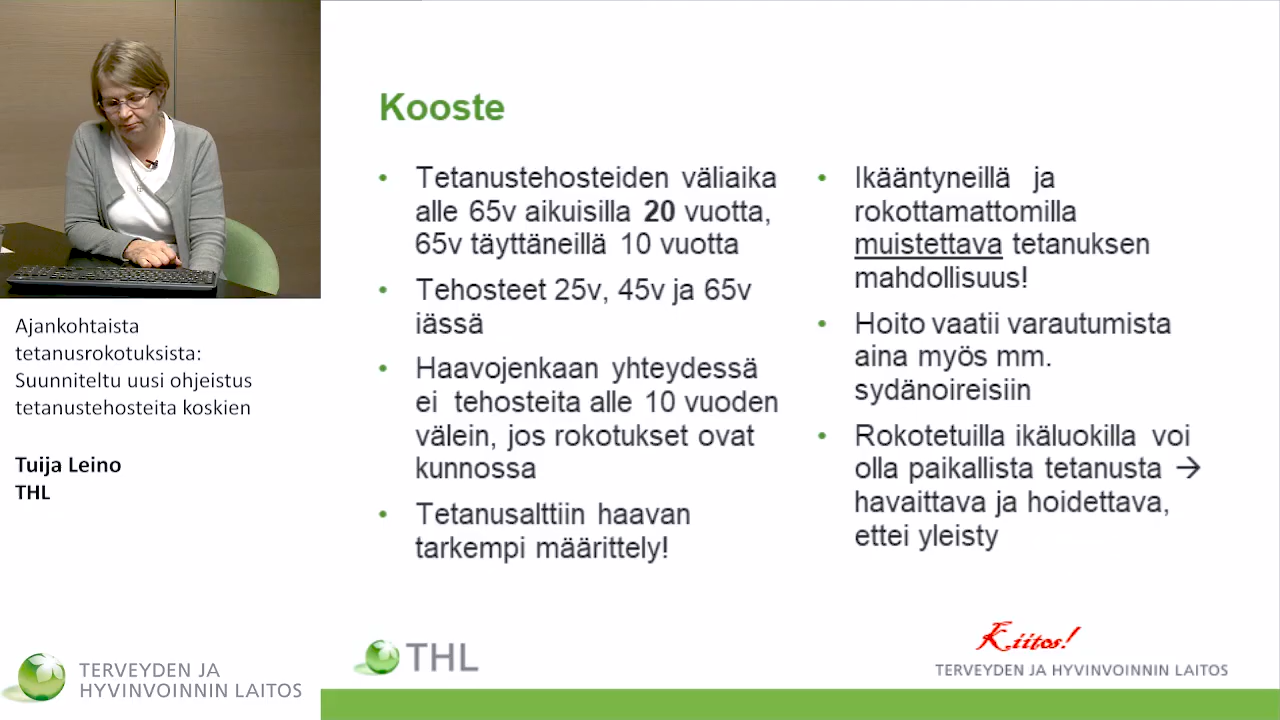 Kooste
• Tetanustehosteiden väliaika
alle 65v aikuisilla 20 vuotta,
65v täyttäneillä 10 vuotta
• Tehosteet 25v, 45v ja 65v
iässä
• Haavojenkaan yhteydessä
ei tehosteita alle 10 vuoden
välein, jos rokotukset ovat
kunnossa
• Tetanusalttiin haavan
tarkempi määrittely!
• Ikääntyneillä ja
rokottamattomilla
muistettava tetanuksen
mahdollisuus!
• Hoito vaatii varautumista
aina myös mm.
sydänoireisiin
• Rokotetuilla ikäluokilla voi
olla paikallista tetanusta →
havaittava ja hoidettava,
ettei yleisty
Kiitos!
THL
TERVEYDEN JA HYVINVOINNIN LAITOS
Ajankohtaista
tetanusrokotuksista:
Suunniteltu uusi ohjeistus
tetanustehosteita koskien
Tuija Leino
THL
TERVEYDEN JA
HYVINVOINNIN LAITOS